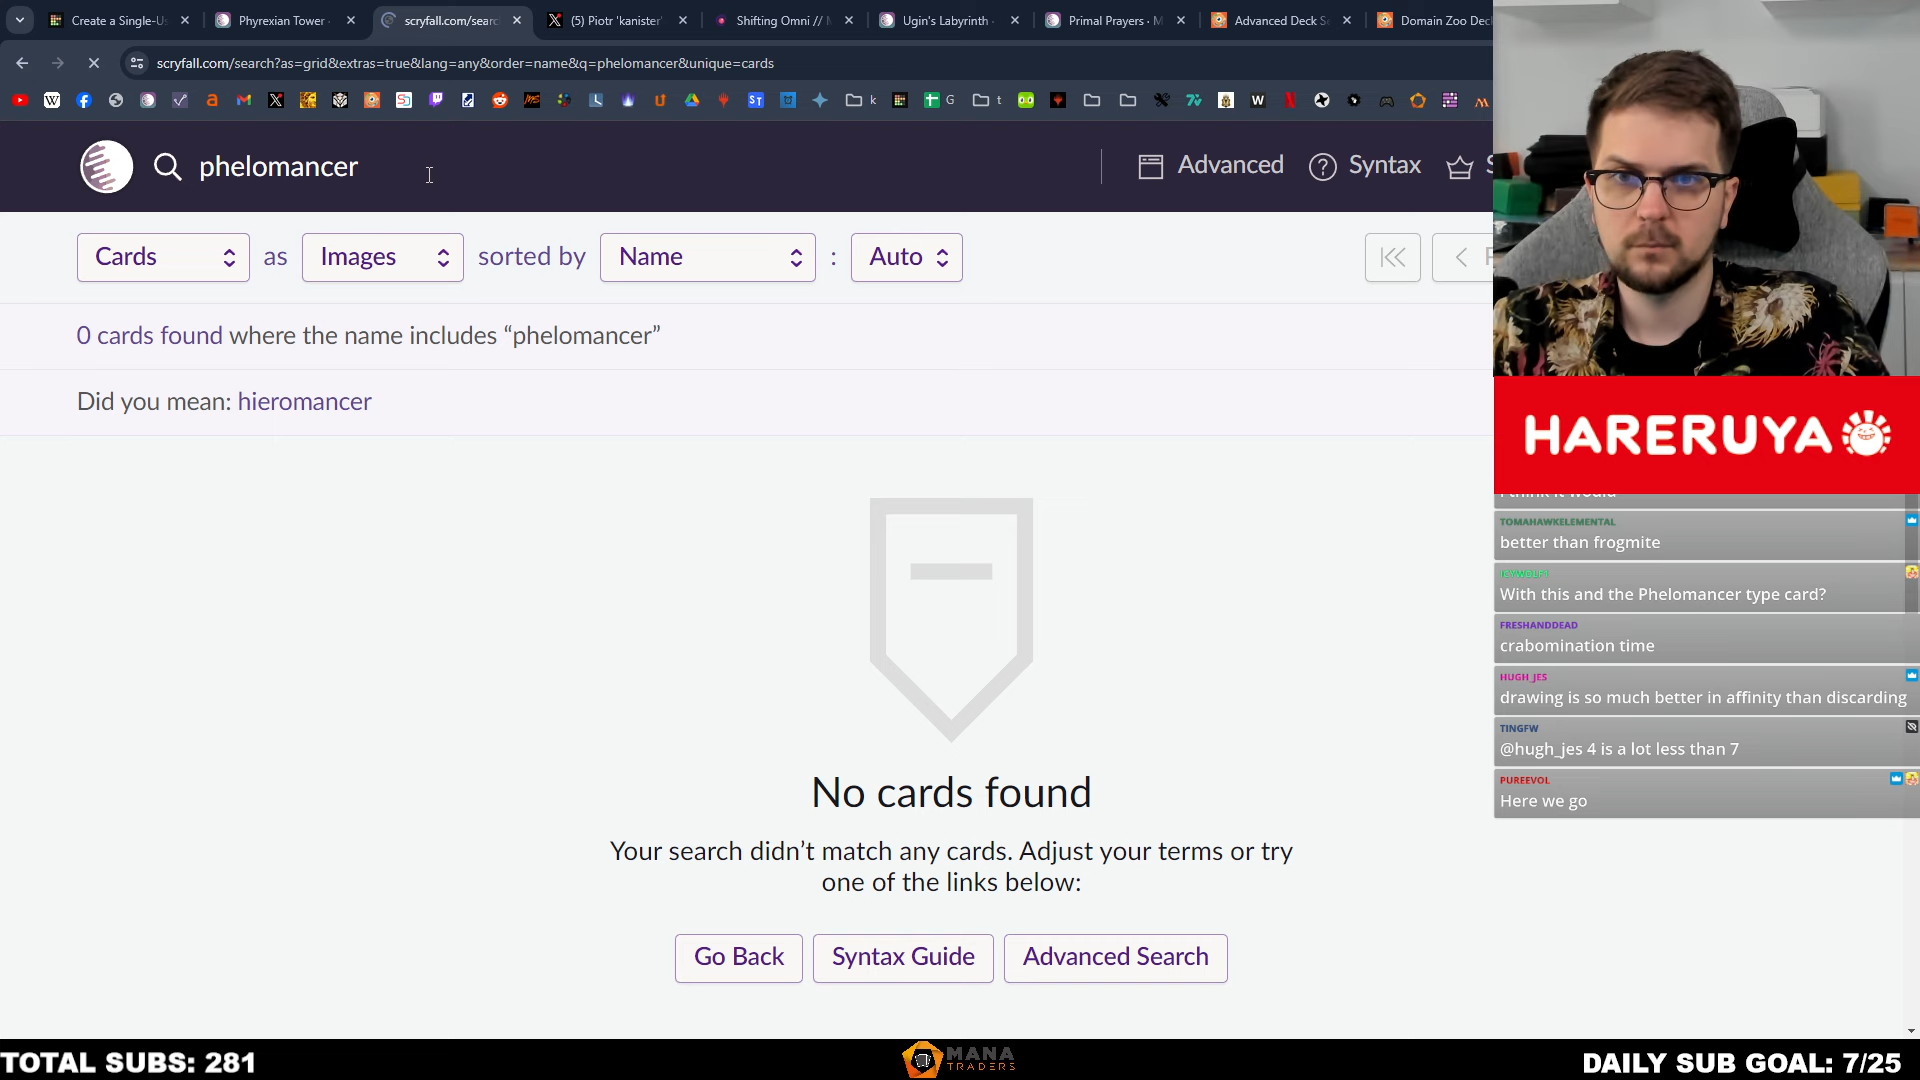 Create a Single-U
Phyrexian Tower
scryfall.com/searc
(5) Piotr 'kanister'
Shifting Omni //
Ugin's Labyrinth
Primal Prayers • M
Advanced Deck S
Domain Zoo Dec
scryfall.com/search?as=grid&extras=true&lang=any&order=name&q=phelomancer&unique=cards
k
G
t
phelomancer
Advanced
Syntax
S
Cards as Images sorted by Name : Auto
0 cards found where the name includes “phelomancer”
Did you mean: hieromancer
No cards found
Your search didn’t match any cards. Adjust your terms or try
one of the links below:
Go Back
Syntax Guide
Advanced Search
HARERUYA
I think it would
TOMAHAWKELEMENTAL
better than frogmite
With this and the Phelomancer type card?
FRESHANDDEAD
crabomination time
HUGH_JES
drawing is so much better in affinity than discarding
TINGFW
@hugh_jes 4 is a lot less than 7
PUREEVOL
Here we go
TOTAL SUBS: 281
MANA
TRADERS
DAILY SUB GOAL: 7/25